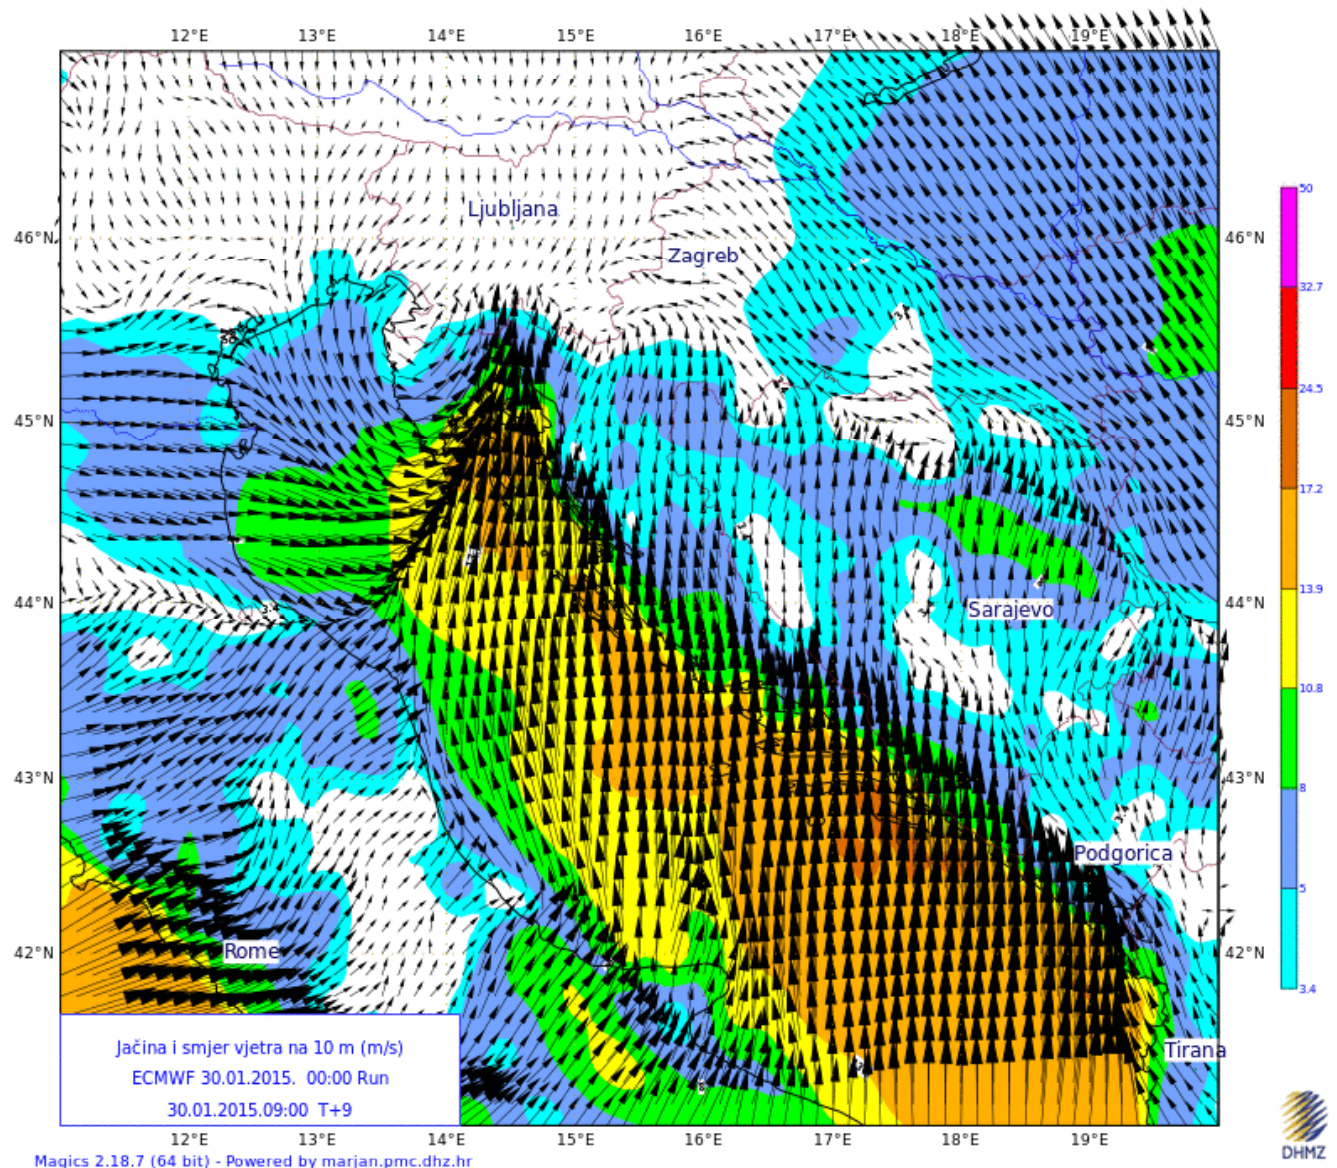 12°E 13°E 14°E 15°E 16°E 17°E 18°E 19°E
50
Ljubljana
46°N 46°N
Zagreb
32.7
24.5
45°N 45°N
17.2
44°N 3.4 Sarajevo 44°N
13.9
10.8
43°N 43°N
8
Podgorica
5
Rome 42°N 42°N
3.4
Jačina i smjer vjetra na 10 m (m/s)
Tirana
ECMWF 30.01.2015. 00:00 Run
30.01.2015.09:00 T+9
12°E 13°E 14°E 15°E 16°E 17°E 18°E 19°E
DHMZ
Magics 2.18.7 (64 bit) - Powered by marjan.pmc.dhz.hr